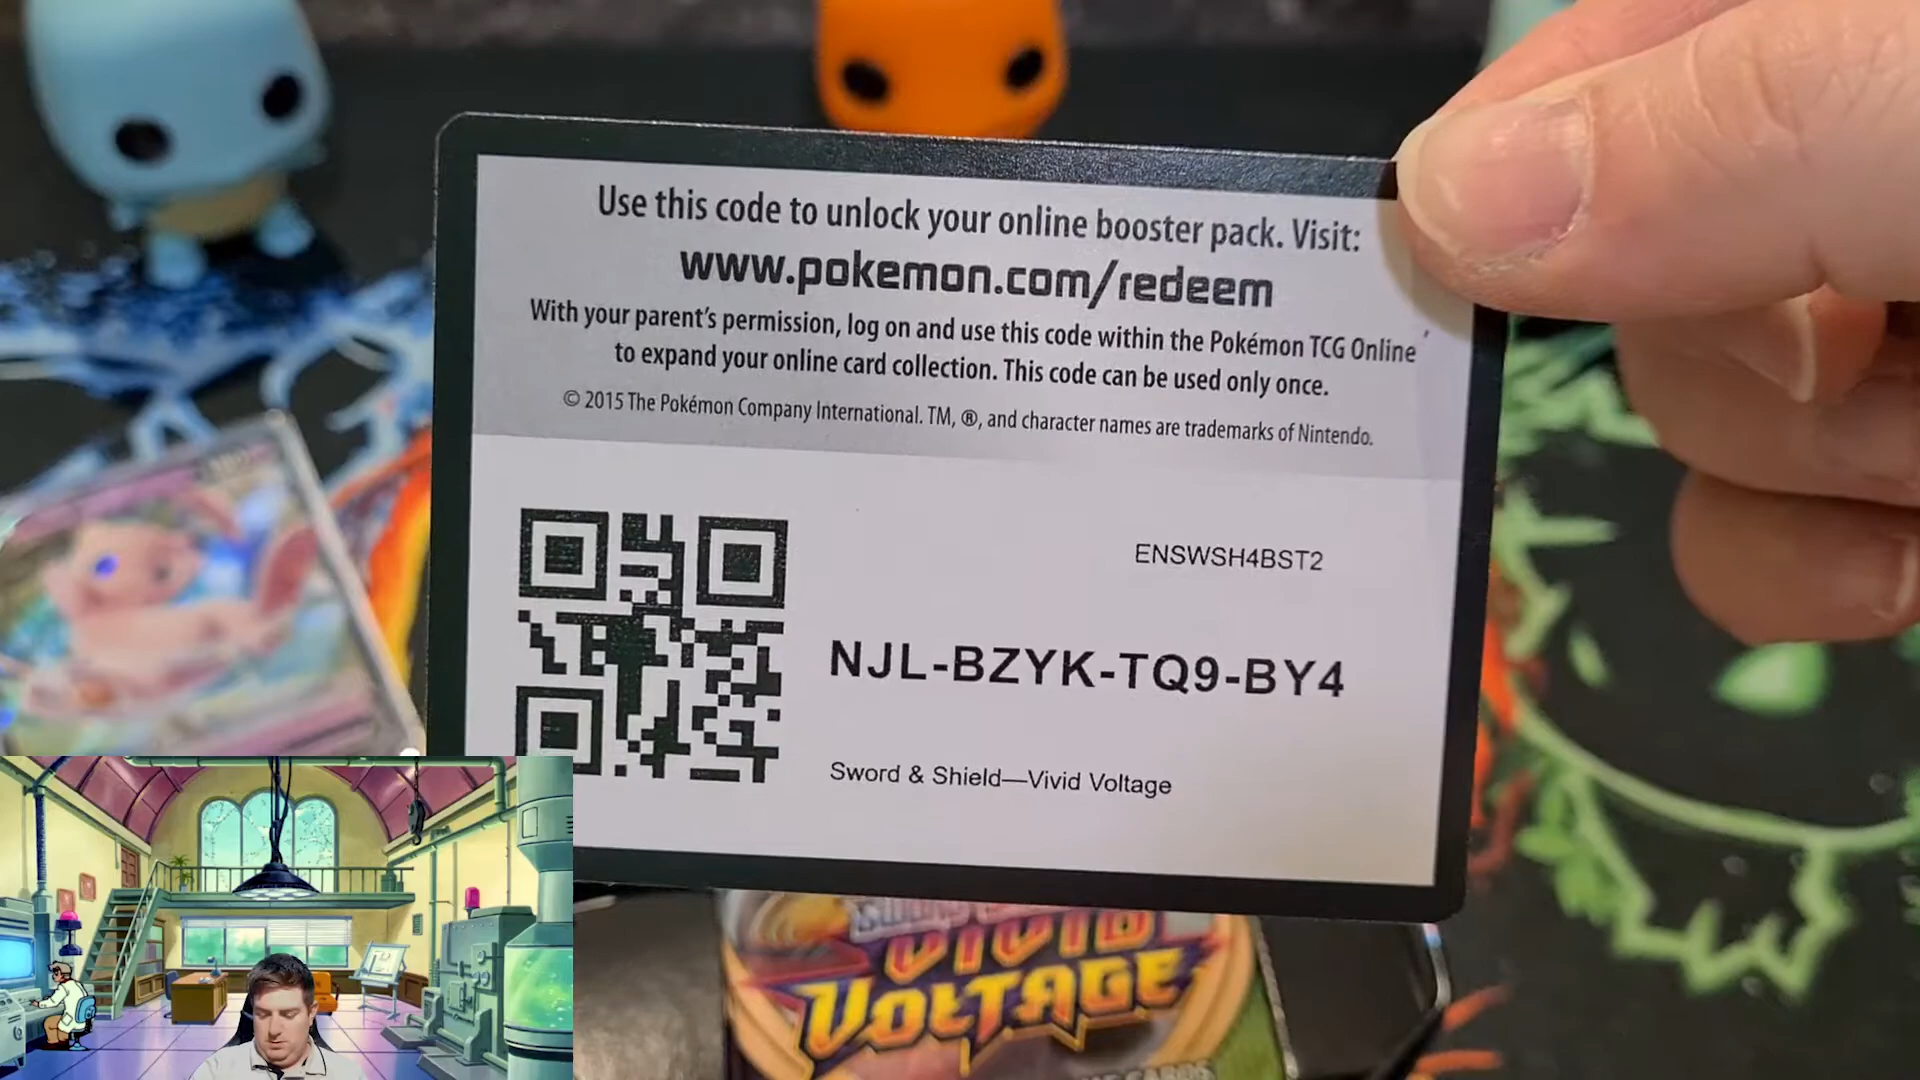 Use this code to unlock your online booster pack. Visit:
www.pokemon.com/redeem
With your parent's permission, log on and use this code within the Pokémon TCG Online
to expand your online card collection. This code can be used only once.
© 2015 The Pokémon Company International. TM, ®, and character names are trademarks of Nintendo.
ENSWSH4BST2
NJL-BZYK-TQ9-BY4
Sword & Shield—Vivid Voltage
VIVID
VOLTAGE